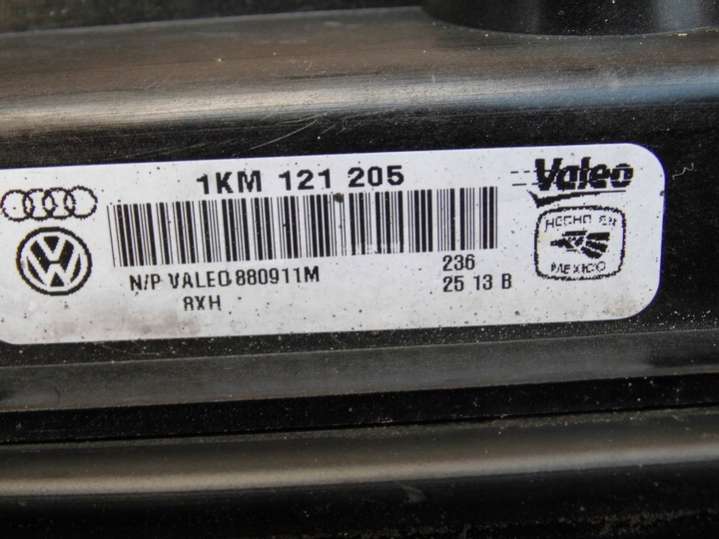 1KM 121 205
Valeo
HECHO EN
MEXICO
N/P VALEO 880911M
236
8XH
25 13 B